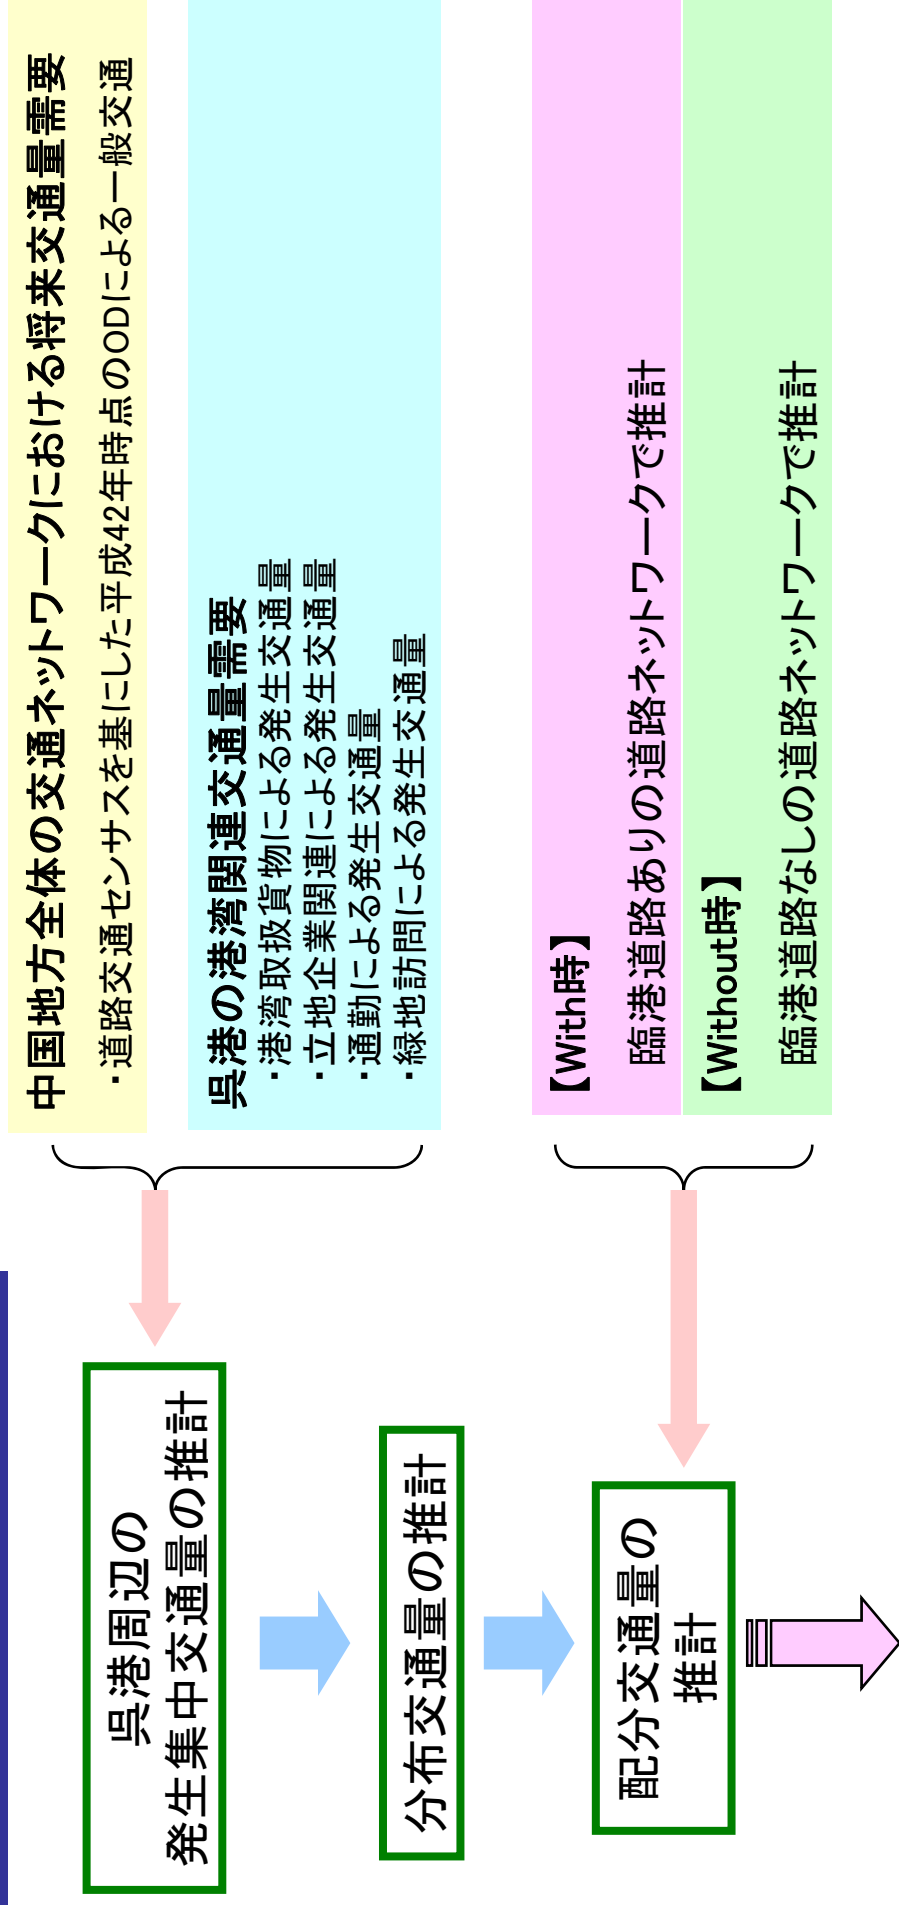 中国地方全体の交通ネットワークにおける将来交通量需要
・道路交通センサスを基にした平成42年時点のODによる一般交通
呉港の港湾関連交通量需要
・港湾取扱貨物による発生交通量
・立地企業関連による発生交通量
・通勤による発生交通量
・緑地訪問による発生交通量
【With時】
臨港道路ありの道路ネットワークで推計
【Without時】
臨港道路なしの道路ネットワークで推計
呉港周辺の
発生集中交通量の推計
分布交通量の推計
配分交通量の
推計